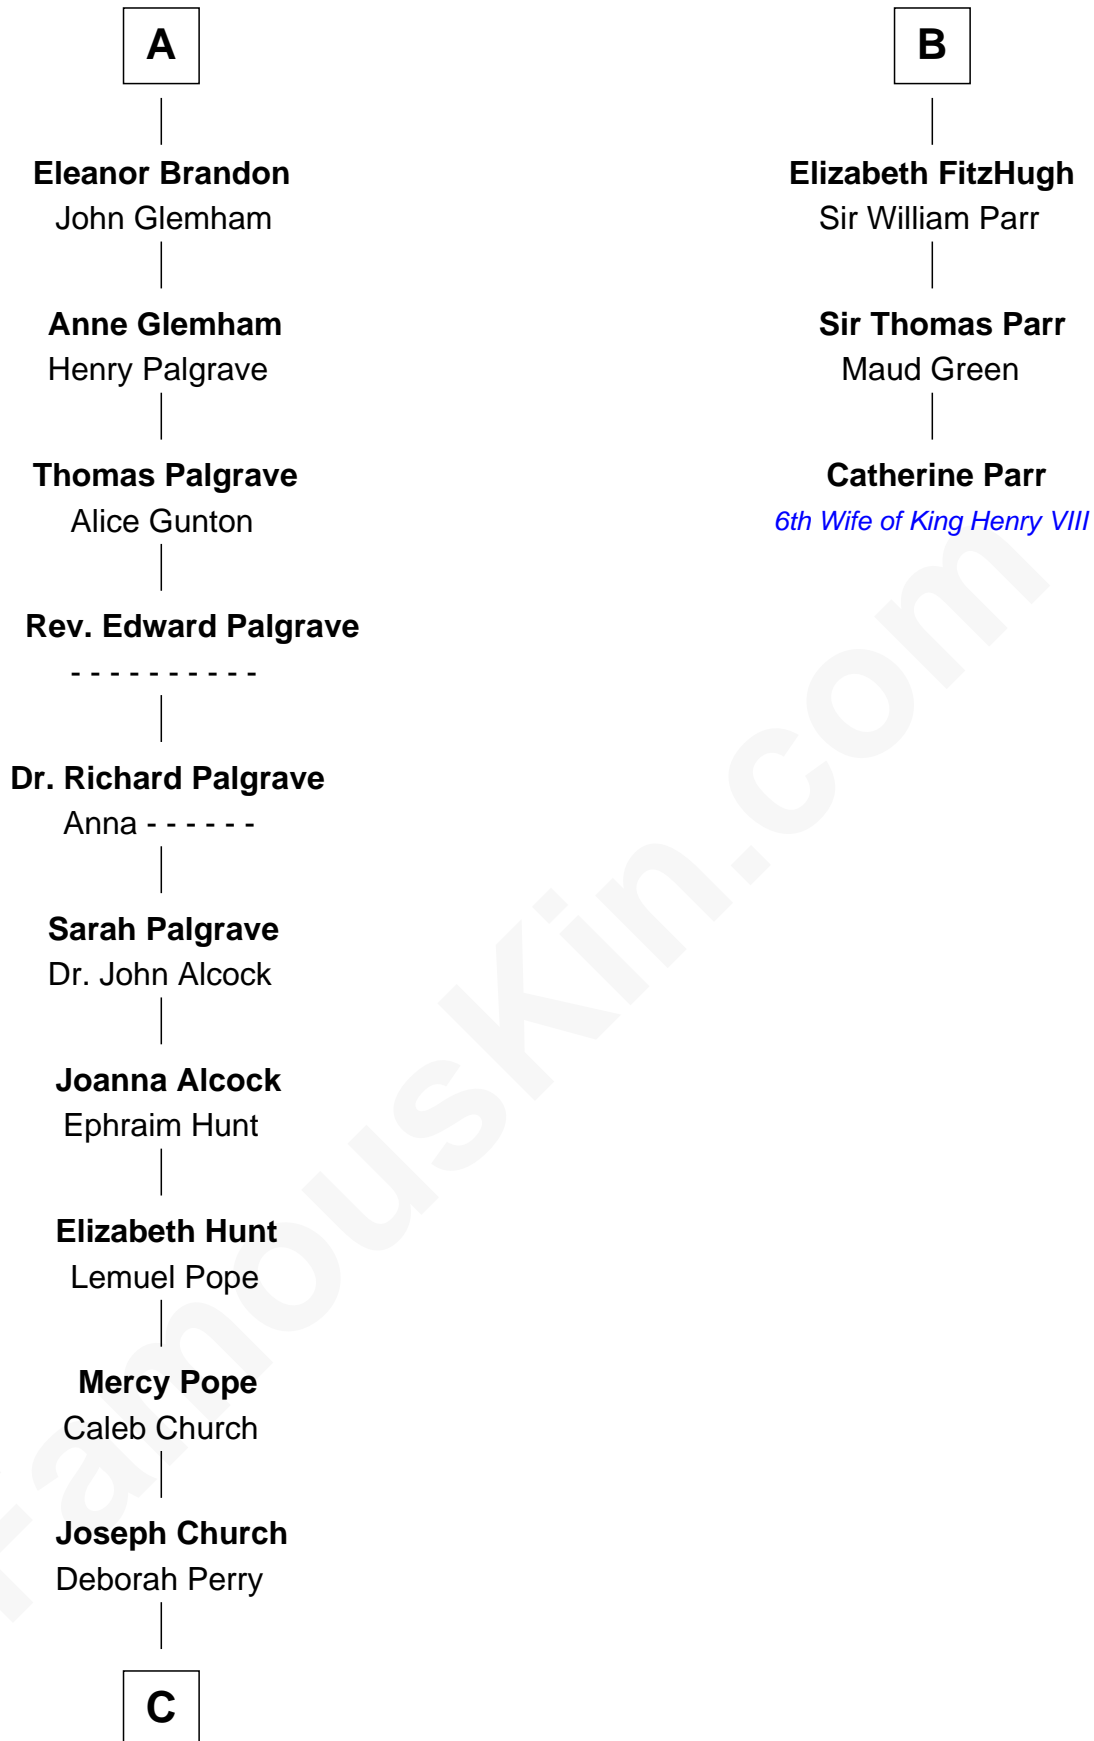 A
Eleanor Brandon
John Glemham
Anne Glemham
Henry Palgrave
Thomas Palgrave
Alice Gunton
Rev. Edward Palgrave
- - - - - - - - - -
Dr. Richard Palgrave
Anna - - - - - -
Sarah Palgrave
Dr. John Alcock
Joanna Alcock
Ephraim Hunt
Elizabeth Hunt
Lemuel Pope
Mercy Pope
Caleb Church
Joseph Church
Deborah Perry
C
B
Elizabeth FitzHugh
Sir William Parr
Sir Thomas Parr
Maud Green
Catherine Parr
6th Wife of King Henry VIII
FamousKin.com